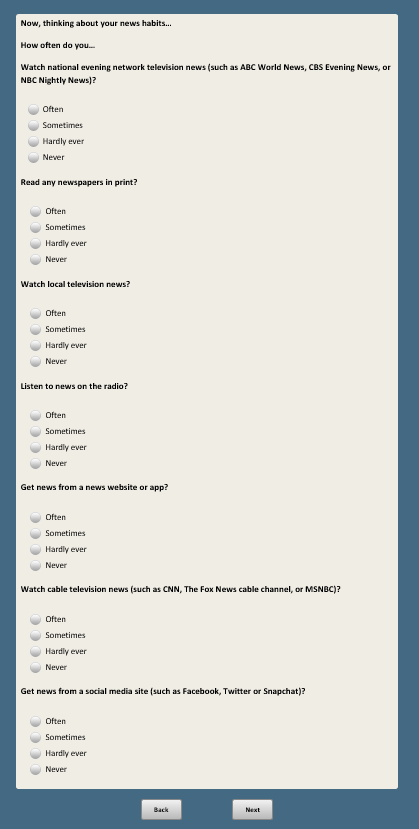 Now, thinking about your news habits…
How often do you…
Watch national evening network television news (such as ABC World News, CBS Evening News, or
NBC Nightly News)?
Often
Sometimes
Hardly ever
Never
Read any newspapers in print?
Often
Sometimes
Hardly ever
Never
Watch local television news?
Often
Sometimes
Hardly ever
Never
Listen to news on the radio?
Often
Sometimes
Hardly ever
Never
Get news from a news website or app?
Often
Sometimes
Hardly ever
Never
Watch cable television news (such as CNN, The Fox News cable channel, or MSNBC)?
Often
Sometimes
Hardly ever
Never
Get news from a social media site (such as Facebook, Twitter or Snapchat)?
Often
Sometimes
Hardly ever
Never
Back Next